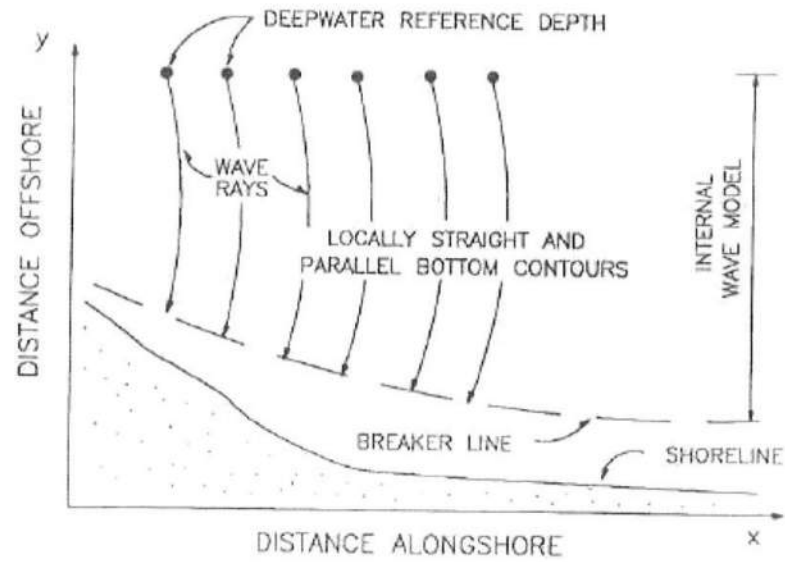 DEEPWATER REFERENCE DEPTH
y
WAVE
RAYS
LOCALLY STRAIGHT AND
PARALLEL BOTTOM CONTOURS
INTERNAL
WAVE MODEL
DISTANCE OFFSHORE
BREAKER LINE
SHORELINE
DISTANCE ALONGSHORE
x